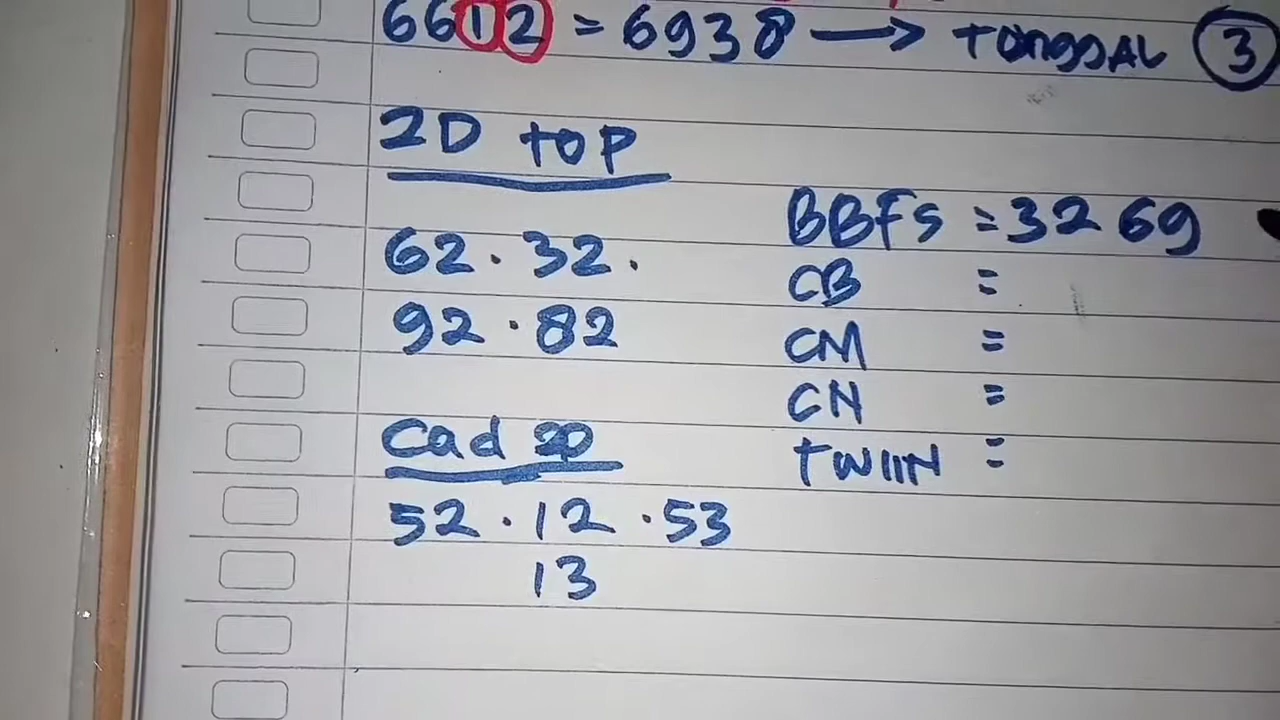 6612 = 6938 → TonggAL 3
2D top
BBFS = 3269
62 . 32 .
CB =
92 . 82
CM =
CN =
Cad 2D
TWIIN =
52 . 12 . 53
13